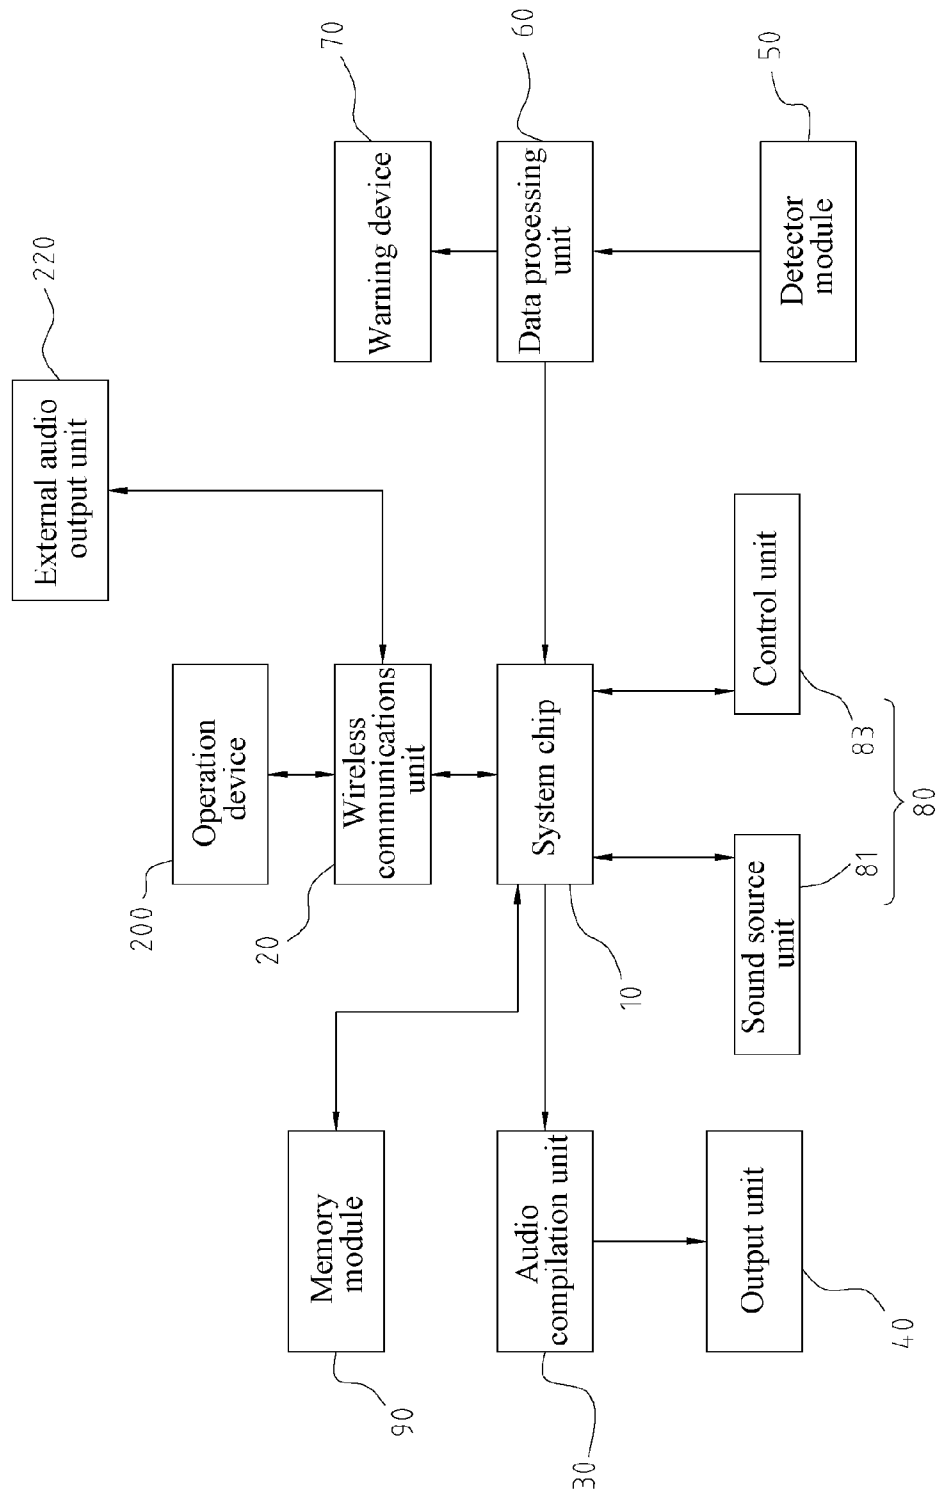 90
Memory
module
30
Audio
compilation unit
Output unit
40
200
Operation
device
20
Wireless
communications
unit
System chip
10
Sound source
unit
81
Control unit
83
80
External audio
output unit
220
Warning device
70
Data processing
unit
60
Detector
module
50